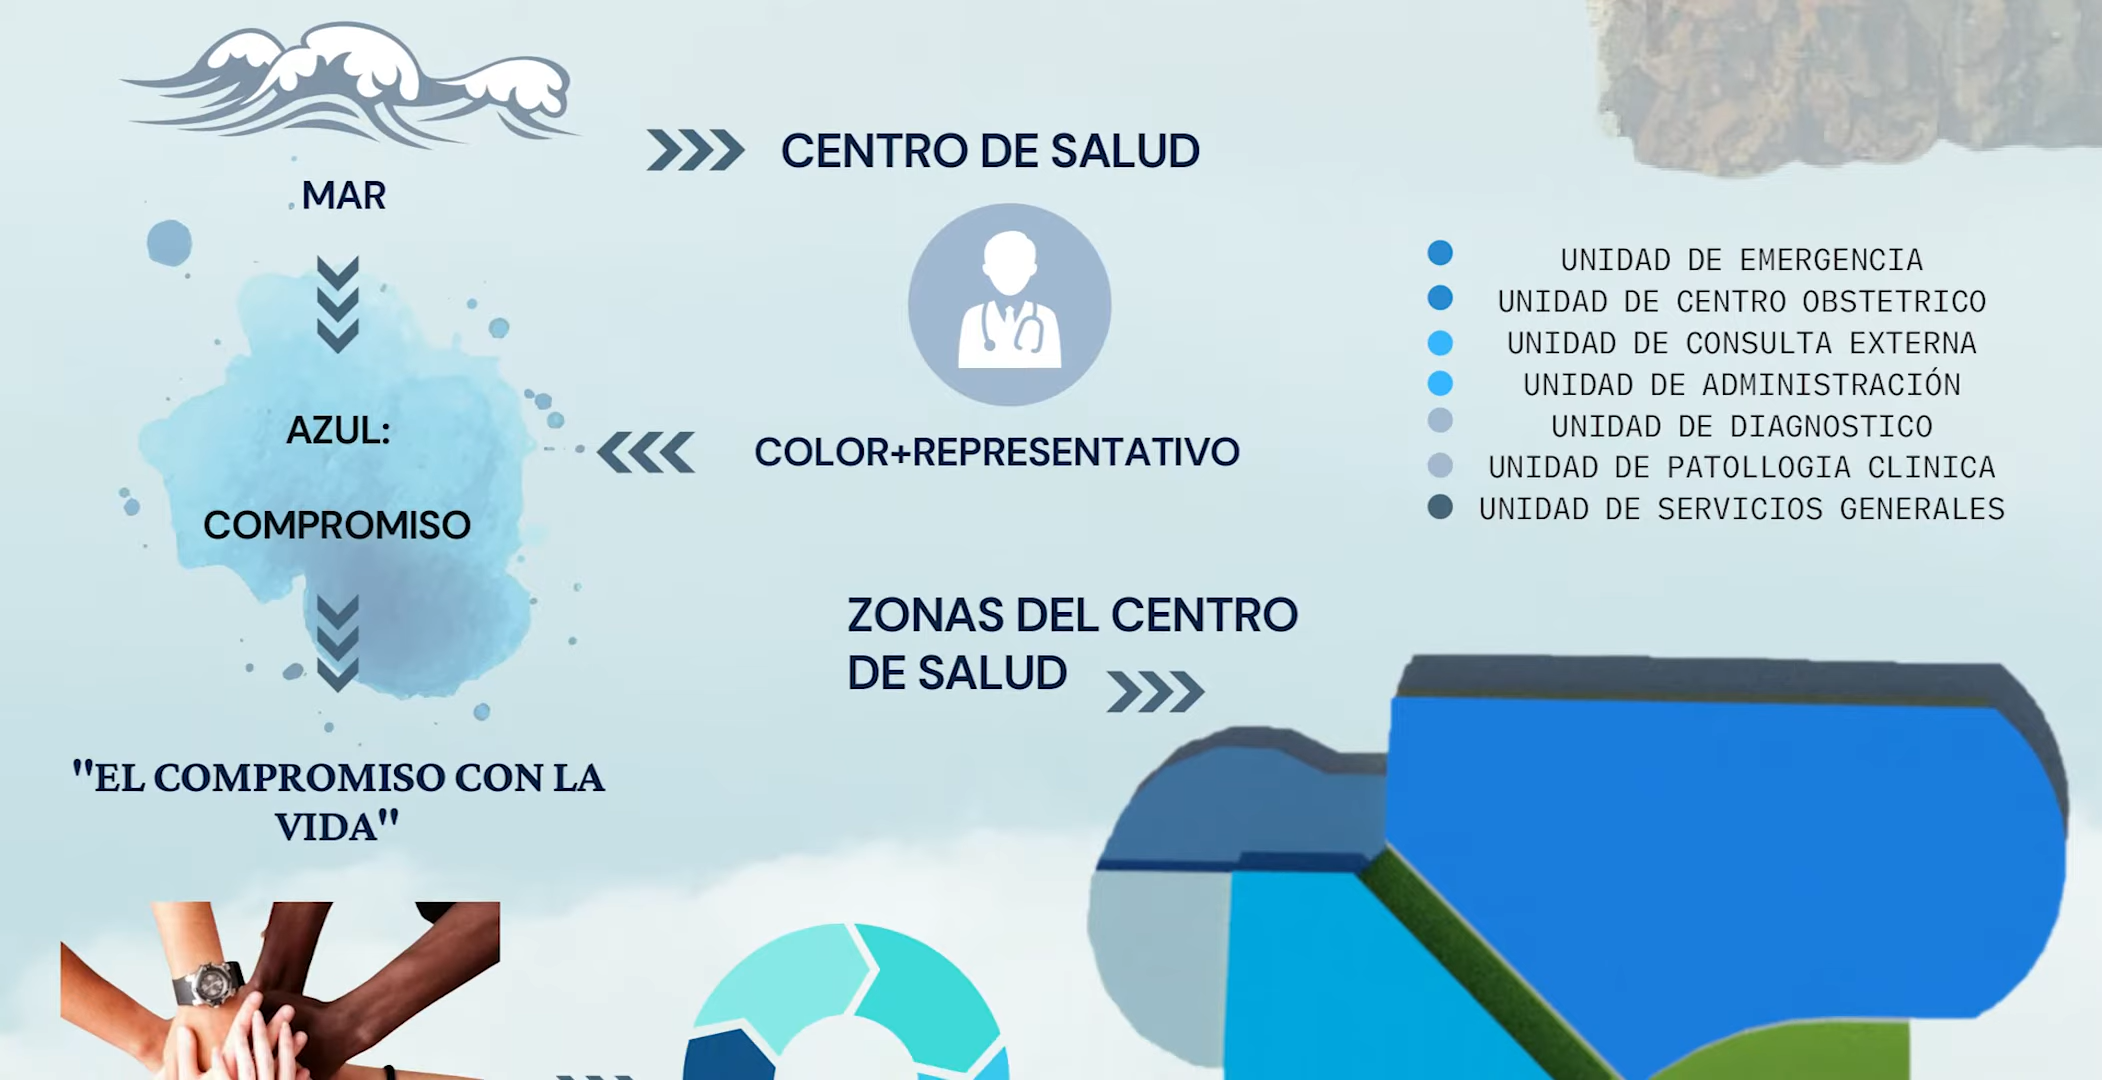 CENTRO DE SALUD
MAR
AZUL:
COMPROMISO
COLOR+REPRESENTATIVO
"EL COMPROMISO CON LA
VIDA"
UNIDAD DE EMERGENCIA
UNIDAD DE CENTRO OBSTETRICO
UNIDAD DE CONSULTA EXTERNA
UNIDAD DE ADMINISTRACIÓN
UNIDAD DE DIAGNOSTICO
UNIDAD DE PATOLLOGIA CLINICA
UNIDAD DE SERVICIOS GENERALES
ZONAS DEL CENTRO
DE SALUD